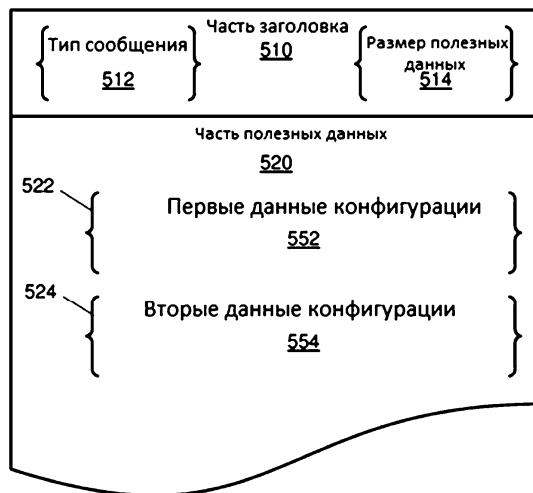 Часть заголовка
510
Тип сообщения
512
Размер полезных
данных
514
Часть полезных данных
520
522
Первые данные конфигурации
552
524
Вторые данные конфигурации
554